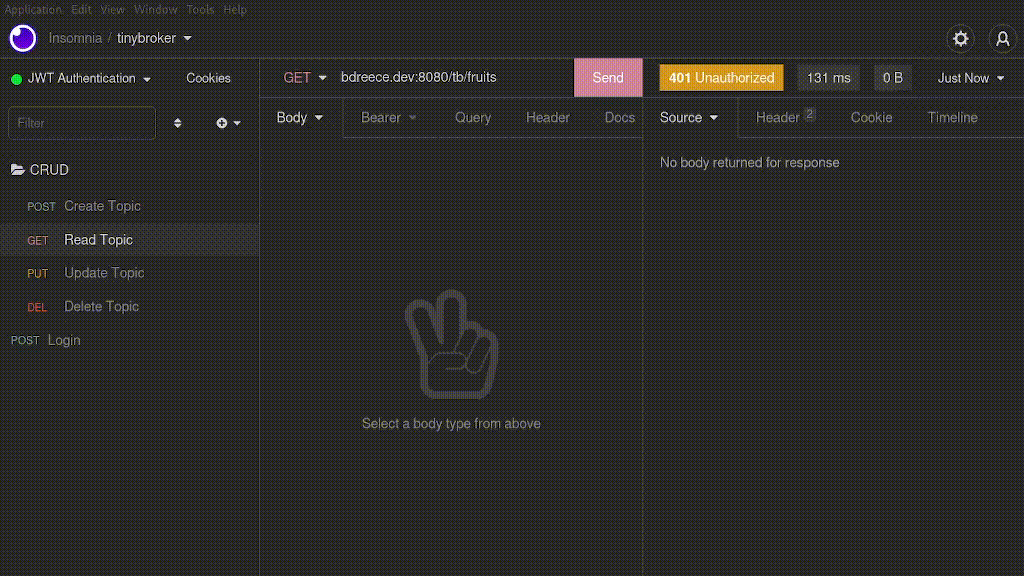 Application Edit View Window Tools Help
Insomnia / tinybroker
JWT Authentication Cookies
GET bdreece.dev:8080/tb/fruits Send
401 Unauthorized 131 ms 0 B Just Now
Filter
Body Bearer Query Header Docs
Source Header 2 Cookie Timeline
No body returned for response
CRUD
POST Create Topic
GET Read Topic
PUT Update Topic
DEL Delete Topic
POST Login
Select a body type from above